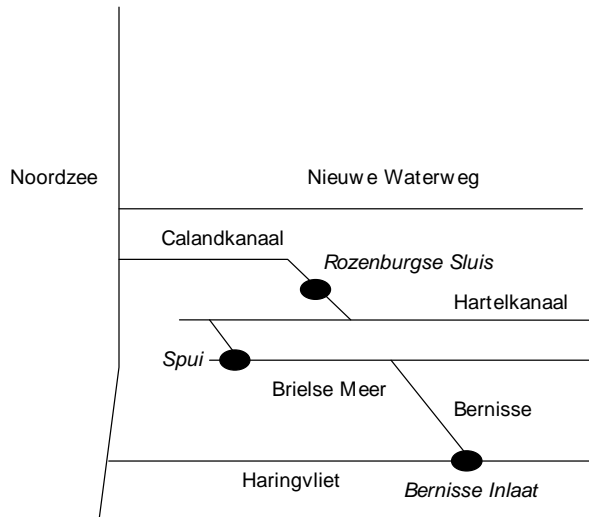 Noordzee
Nieuwe Waterweg
Calandkanaal
Rozenburgse Sluis
Hartelkanaal
Spui
Brielse Meer
Bernisse
Haringvliet
Bernisse Inlaat